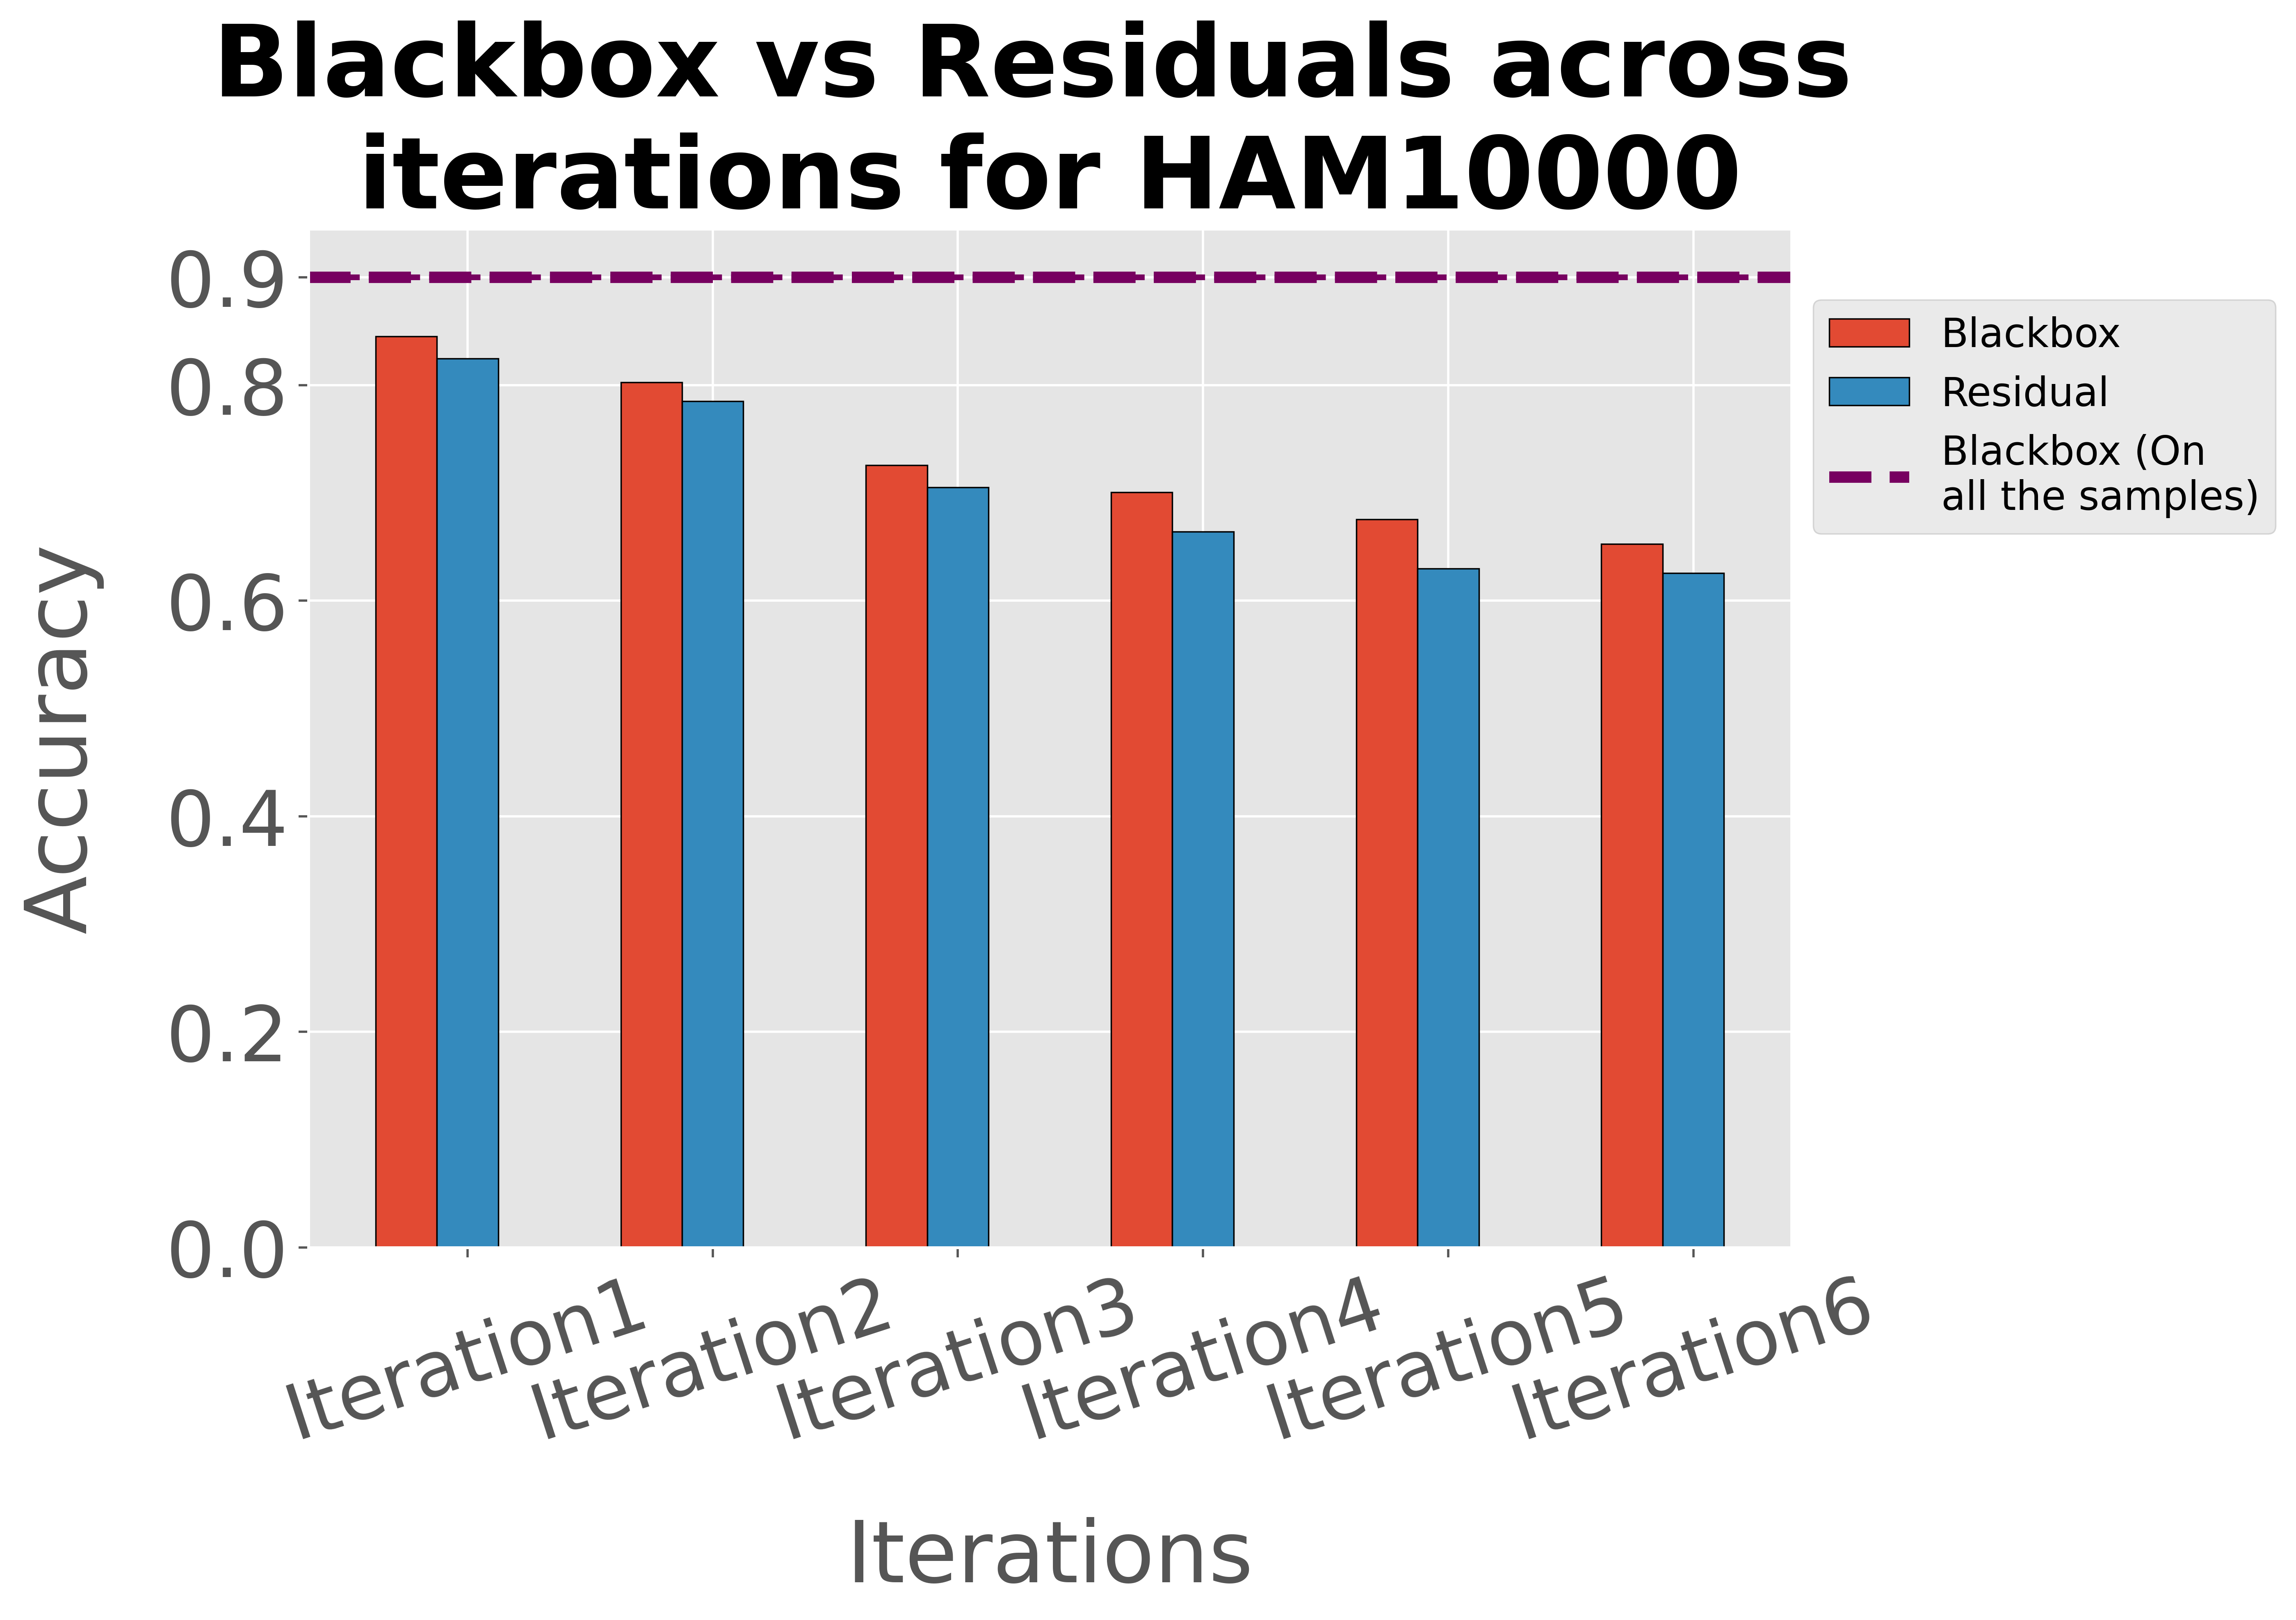 Blackbox vs Residuals across
iterations for HAM10000
0.9
0.8
0.6
0.4
0.2
0.0
Accuracy
Blackbox
Residual
Blackbox (On
all the samples)
Iteration1
Iteration2
Iteration3
Iteration4
Iteration5
Iteration6
Iterations